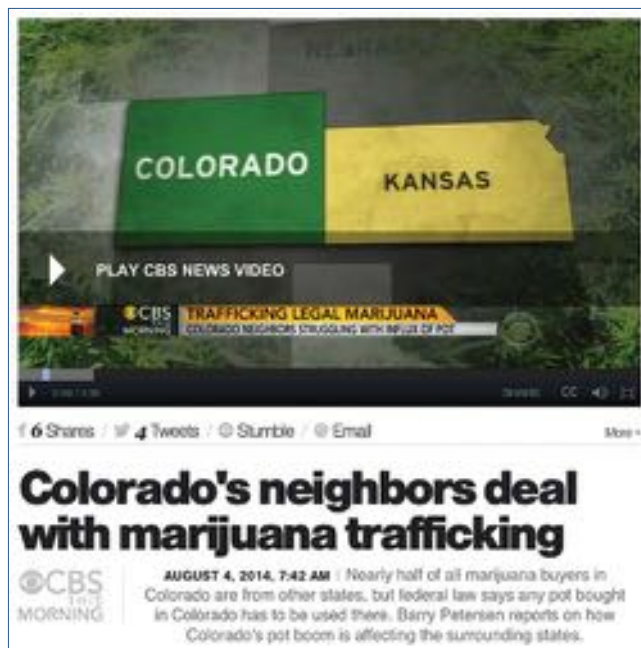 NEBRASKA
COLORADO
KANSAS
PLAY CBS NEWS VIDEO
CBS THIS MORNING
TRAFFICKING LEGAL MARIJUANA
COLORADO NEIGHBORS STRUGGLING WITH INFLUX OF POT
CC
6 Shares / 4 Tweets / Stumble / Email
More +
Colorado's neighbors deal
with marijuana trafficking
CBS THIS MORNING
AUGUST 4, 2014, 7:42 AM | Nearly half of all marijuana buyers in
Colorado are from other states, but federal law says any pot bought
in Colorado has to be used there. Barry Petersen reports on how
Colorado's pot boom is affecting the surrounding states.